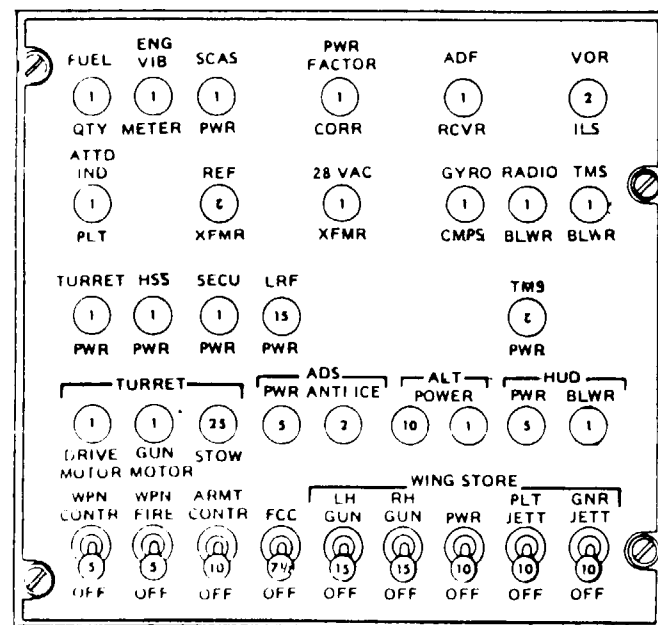 FUEL ENG VIB SCAS PWR FACTOR ADF VOR
1 1 1 1 1 2
QTY METER PWR CORR RCVR ILS
ATTD IND REF 28 VAC GYRO RADIO TMS
1 1 1 1 1
PLT XFMR XFMR CMPS BLWR BLWR
TURRET HSS SECU LRF TMS
1 1 1 15
PWR PWR PWR PWR PWR
TURRET ADS ALT HUD
PWR ANTI ICE POWER PWR BLWR
1 1 25 5 2 10 1 5 1
DRIVE MOTOR GUN MOTOR STOW
WING STORE
WPN CONTR WPN FIRE ARMT CONTR FCC LH GUN RH GUN PWR PLT JETT GNR JETT
5 5 10 7½ 15 15 10 10 10
OFF OFF OFF OFF OFF OFF OFF OFF OFF